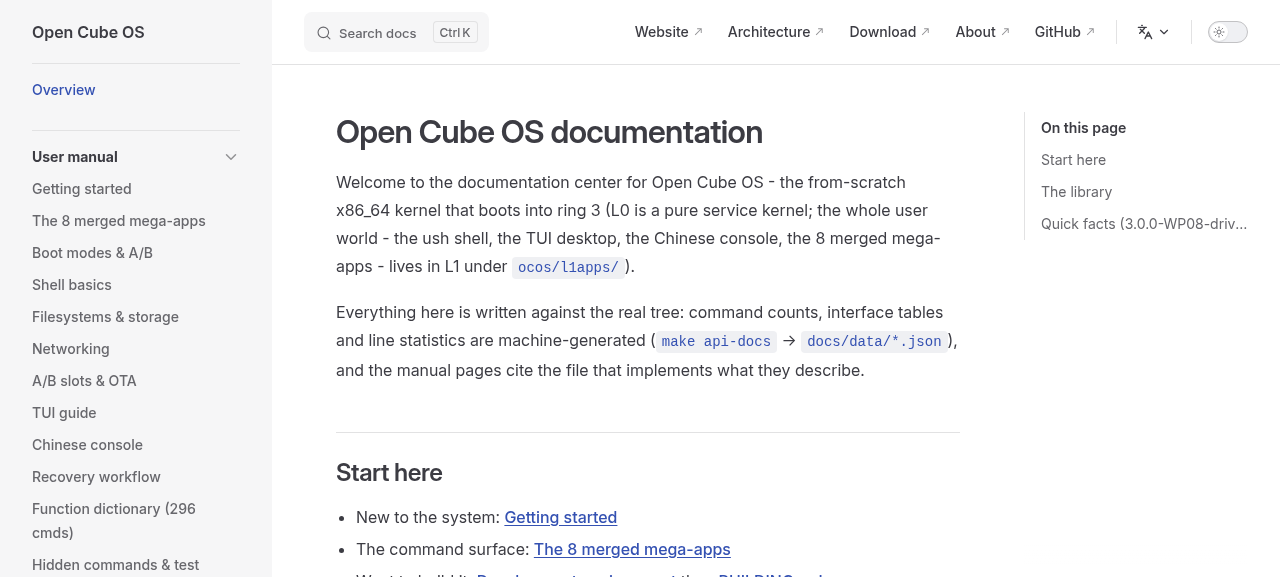 Open Cube OS
Search docs
Ctrl K
Website
Architecture
Download
About
GitHub
Overview
User manual
Getting started
The 8 merged mega-apps
Boot modes & A/B
Shell basics
Filesystems & storage
Networking
A/B slots & OTA
TUI guide
Chinese console
Recovery workflow
Function dictionary (296
cmds)
Hidden commands & test
Open Cube OS documentation
Welcome to the documentation center for Open Cube OS - the from-scratch
x86_64 kernel that boots into ring 3 (L0 is a pure service kernel; the whole user
world - the ush shell, the TUI desktop, the Chinese console, the 8 merged mega-
apps - lives in L1 under ocos/l1apps/ ).
Everything here is written against the real tree: command counts, interface tables
and line statistics are machine-generated ( make api-docs → docs/data/*.json ),
and the manual pages cite the file that implements what they describe.
Start here
New to the system: Getting started
The command surface: The 8 merged mega-apps
On this page
Start here
The library
Quick facts (3.0.0-WP08-driv...